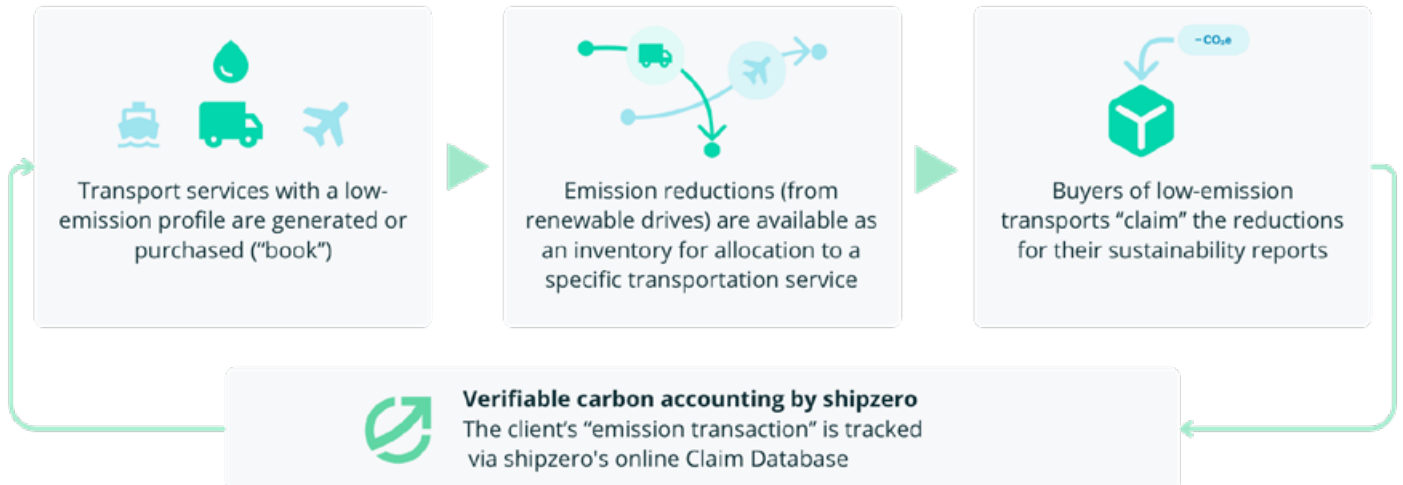 Transport services with a low-
emission profile are generated or
purchased (“book”)
Emission reductions (from
renewable drives) are available as
an inventory for allocation to a
specific transportation service
-CO₂e
Buyers of low-emission
transports “claim” the reductions
for their sustainability reports
Verifiable carbon accounting by shipzero
The client’s “emission transaction” is tracked
via shipzero's online Claim Database